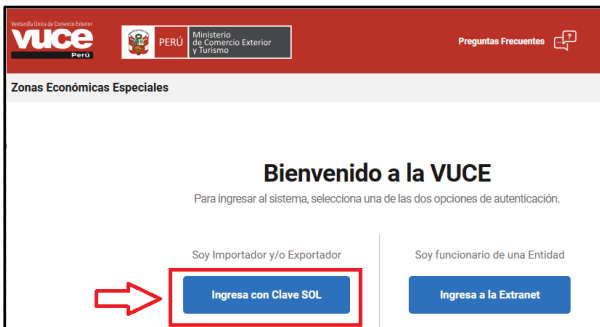 Ventanilla Única de Comercio Exterior
vuce
Perú
PERÚ
Ministerio
de Comercio Exterior
y Turismo
Preguntas Frecuentes
?
Zonas Económicas Especiales
Bienvenido a la VUCE
Para ingresar al sistema, selecciona una de las dos opciones de autenticación.
Soy Importador y/o Exportador
Ingresa con Clave SOL
Soy funcionario de una Entidad
Ingresa a la Extranet